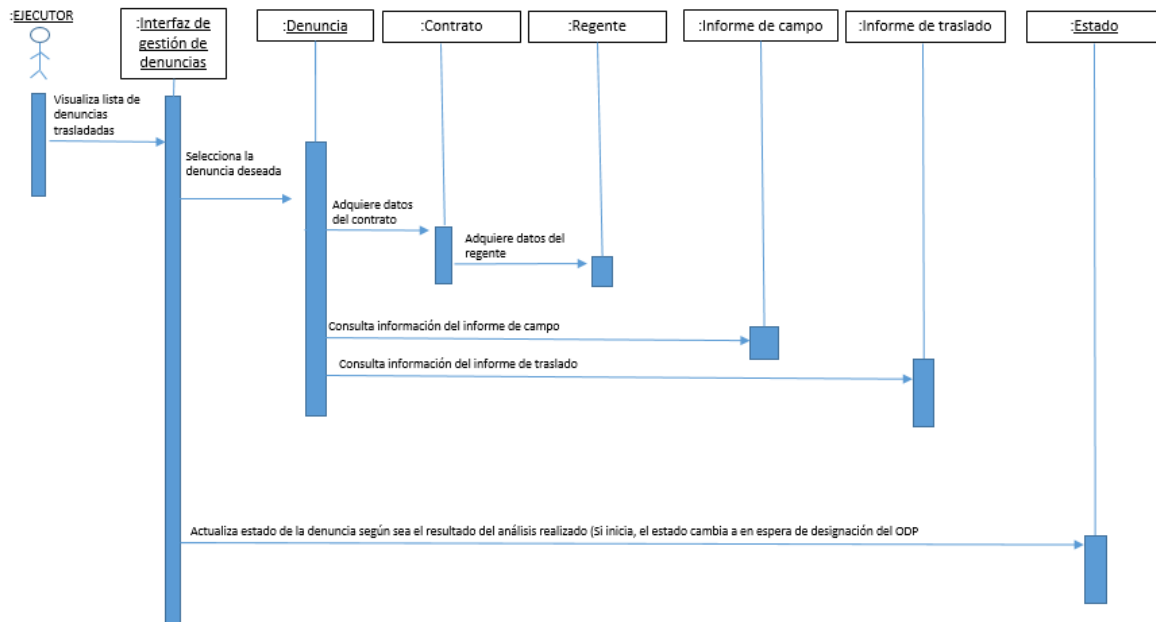 :EJECUTOR
:Interfaz de
gestión de
denuncias
:Denuncia
:Contrato
:Regente
:Informe de campo
:Informe de traslado
:Estado
Visualiza lista de
denuncias
trasladadas
Selecciona la
denuncia deseada
Adquiere datos
del contrato
Adquiere datos del
regente
Consulta información del informe de campo
Consulta información del informe de traslado
Actualiza estado de la denuncia según sea el resultado del análisis realizado (Si inicia, el estado cambia a en espera de designación del ODP